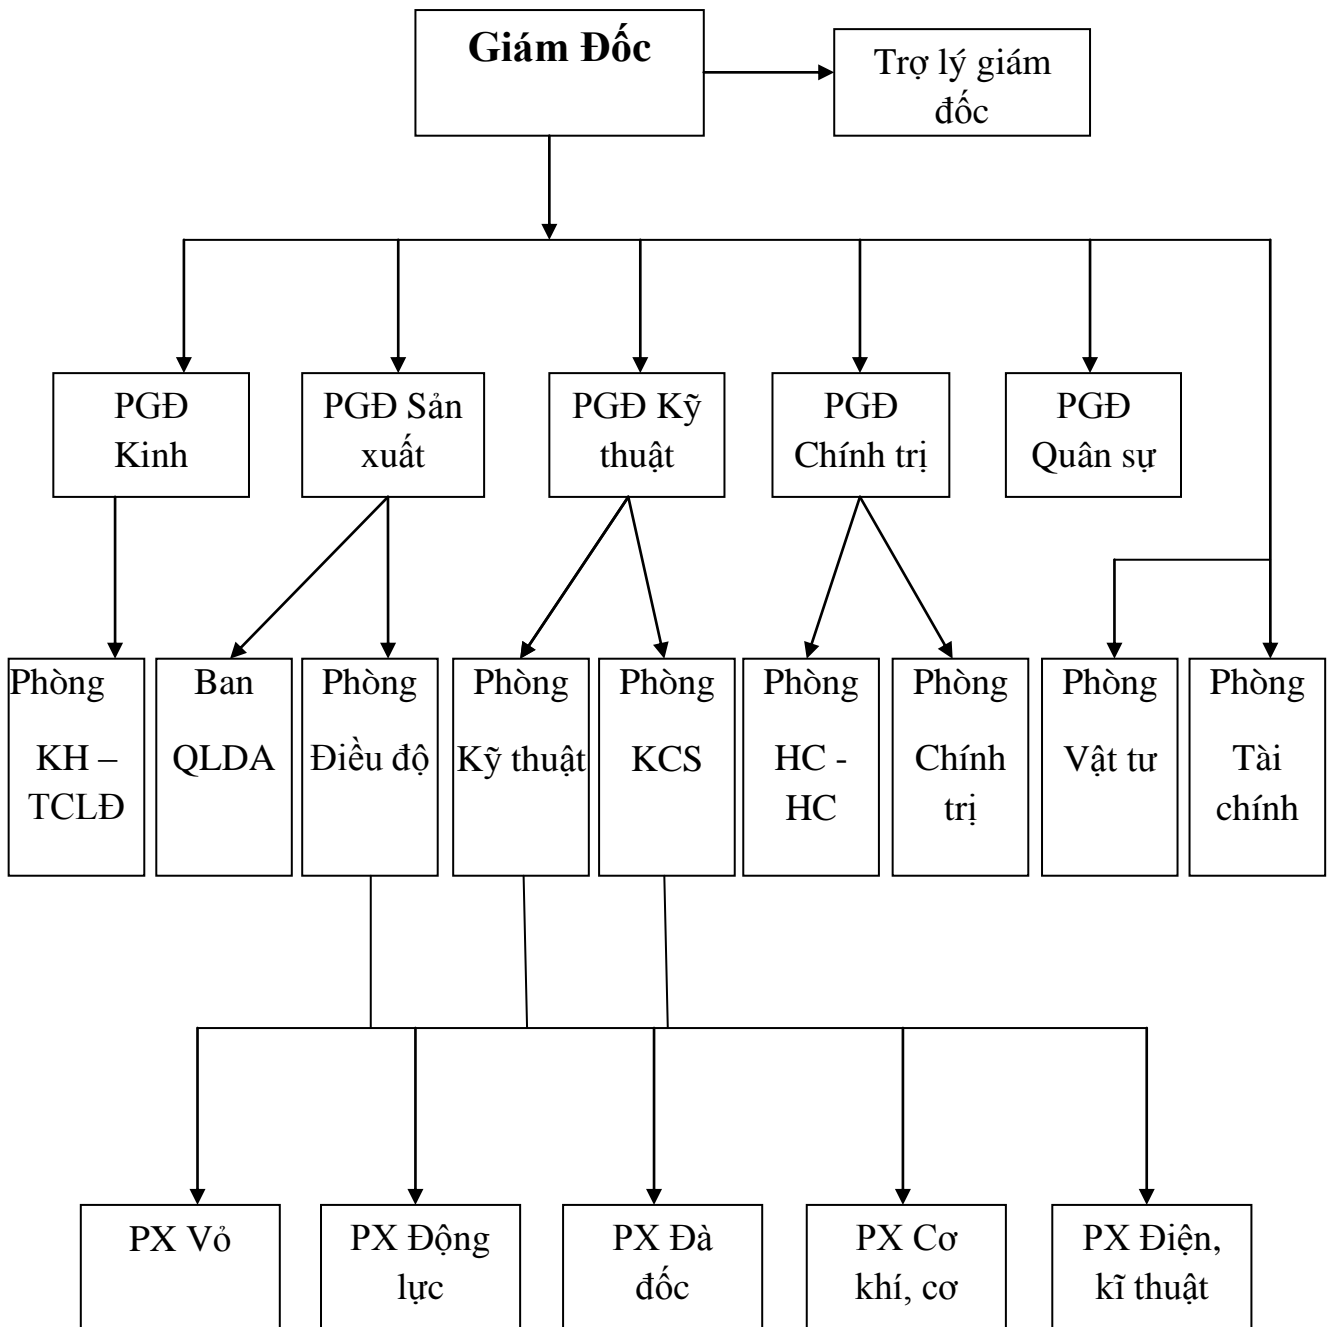 Giám Đốc
Trợ lý giám
đốc
PGĐ
Kinh
PGĐ Sản
xuất
PGĐ Kỹ
thuật
PGĐ
Chính trị
PGĐ
Quân sự
Phòng
KH –
TCLĐ
Ban
QLDA
Phòng
Điều độ
Phòng
Kỹ thuật
Phòng
KCS
Phòng
HC -
HC
Phòng
Chính
trị
Phòng
Vật tư
Phòng
Tài
chính
PX Vỏ
PX Động
lực
PX Đà
đốc
PX Cơ
khí, cơ
PX Điện,
kĩ thuật